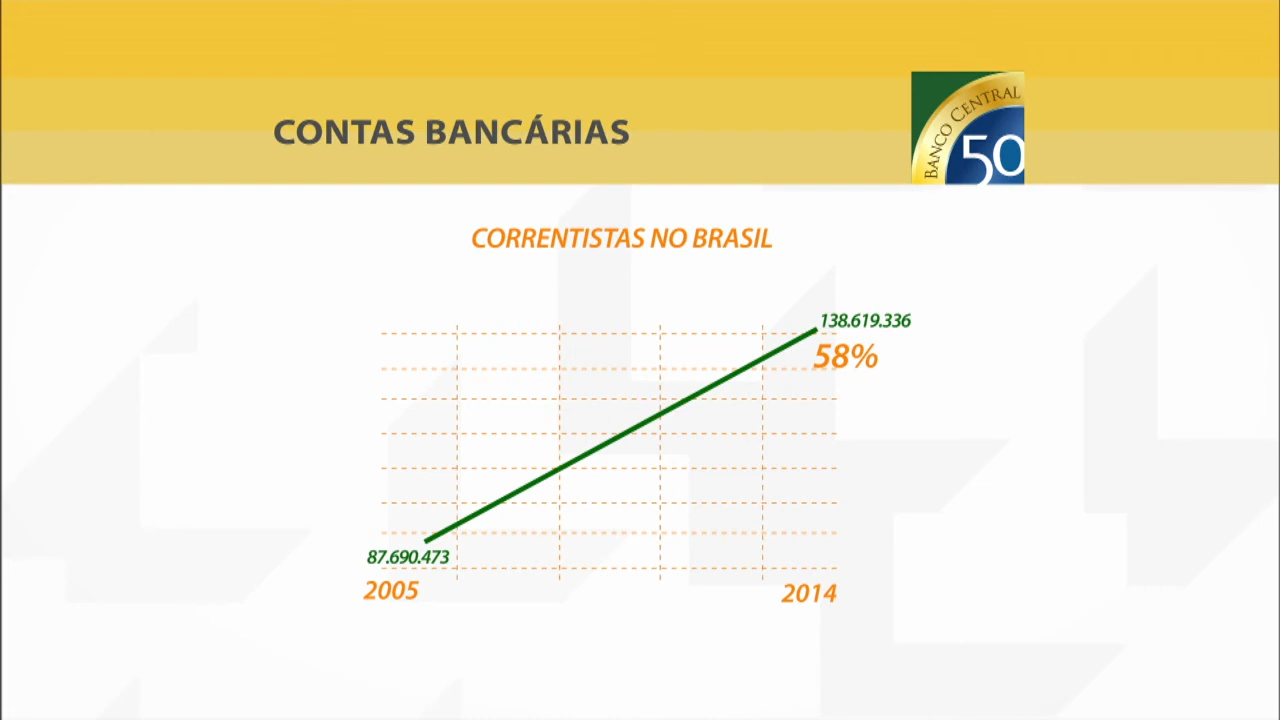 CONTAS BANCÁRIAS
BANCO CENTRAL
50
CORRENTISTAS NO BRASIL
138.619.336
58%
87.690.473
2005
2014